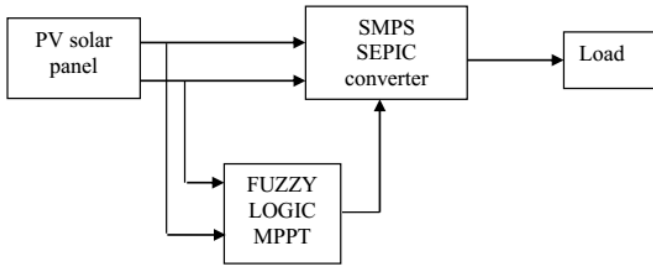 PV solar
panel
SMPS
SEPIC
converter
Load
FUZZY
LOGIC
MPPT